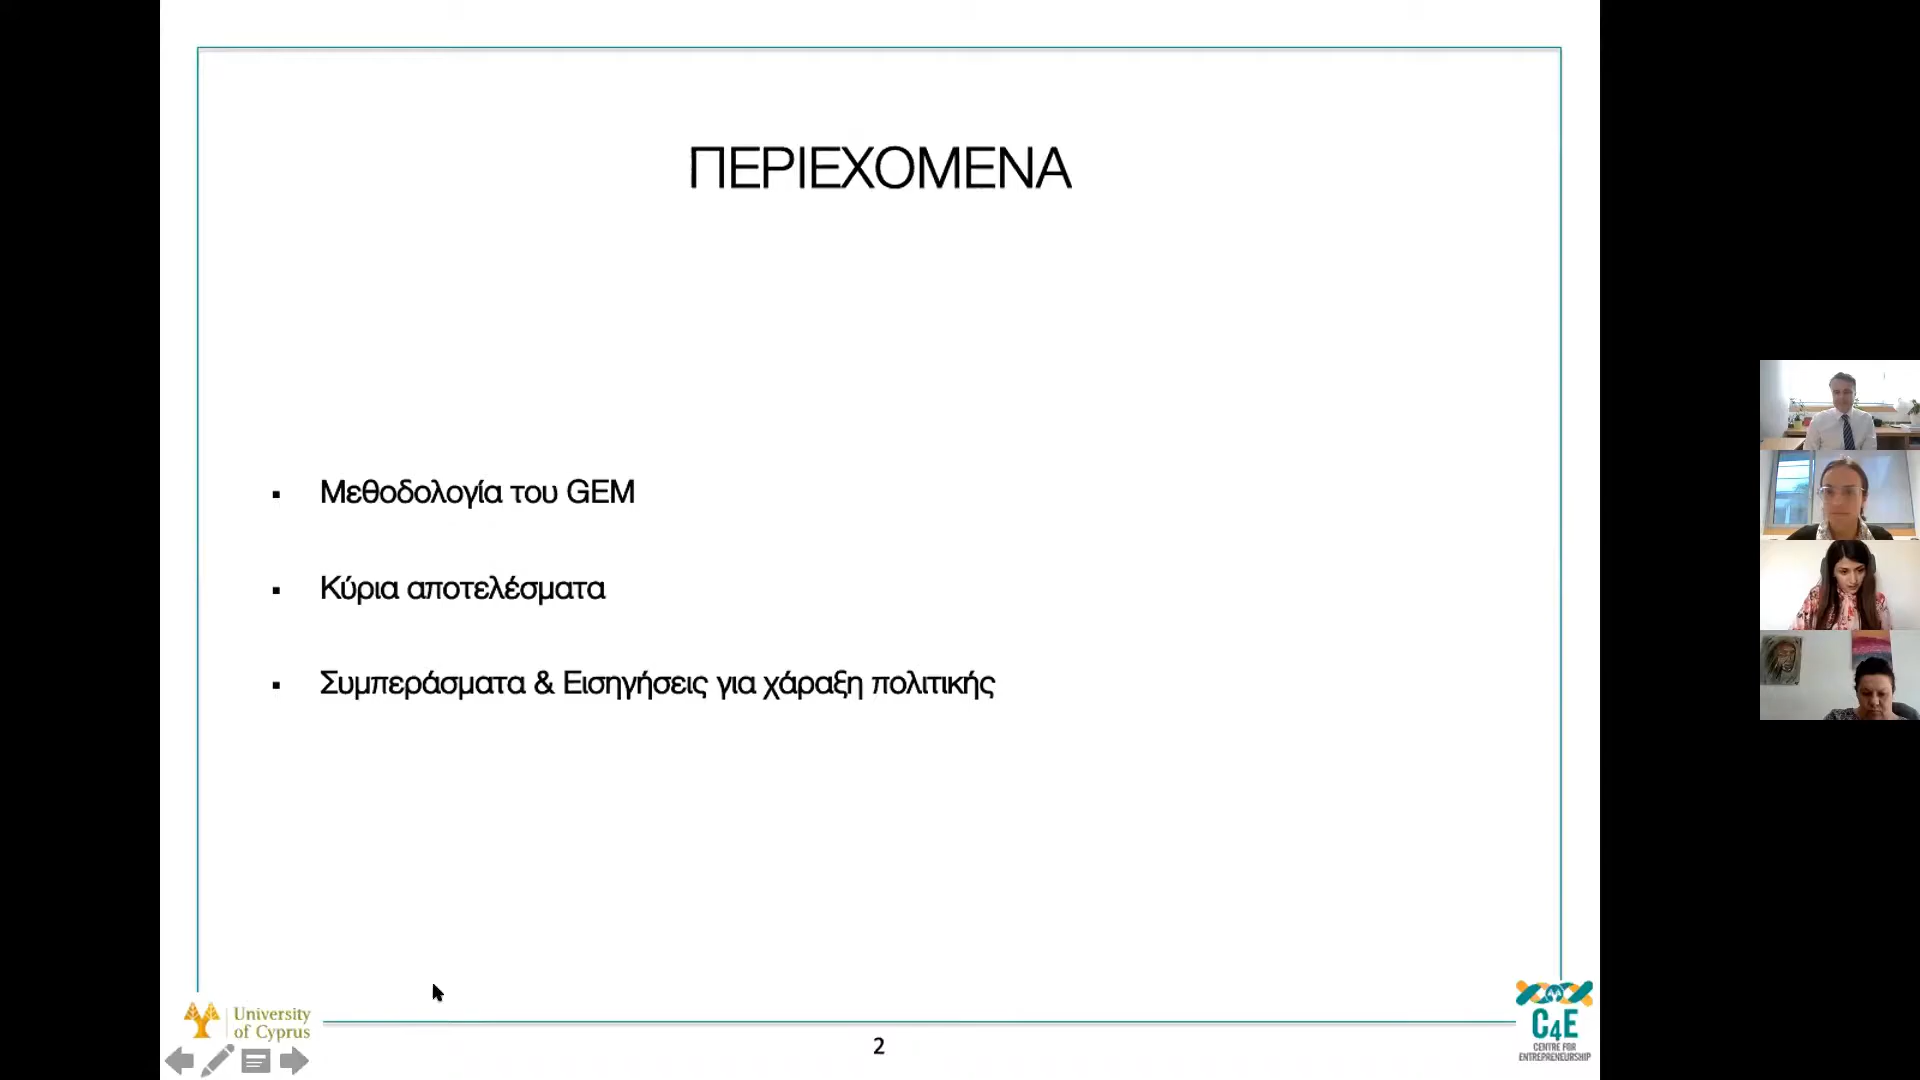 ΠΕΡΙΕΧΟΜΕΝΑ
▪ Μεθοδολογία του GEM
▪ Κύρια αποτελέσματα
▪ Συμπεράσματα & Εισηγήσεις για χάραξη πολιτικής
University
of Cyprus
2
C4E
CENTRE FOR
ENTREPRENEURSHIP